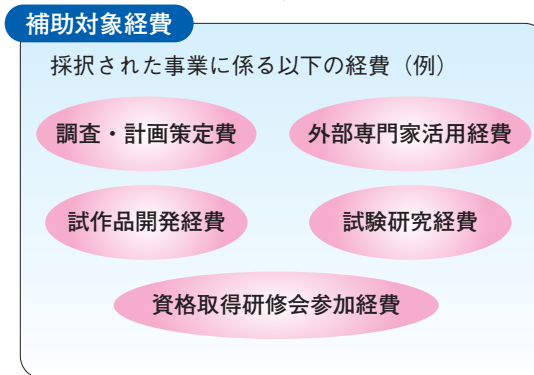 補助対象経費
採択された事業に係る以下の経費（例）
調査・計画策定費
外部専門家活用経費
試作品開発経費
試験研究経費
資格取得研修会参加経費